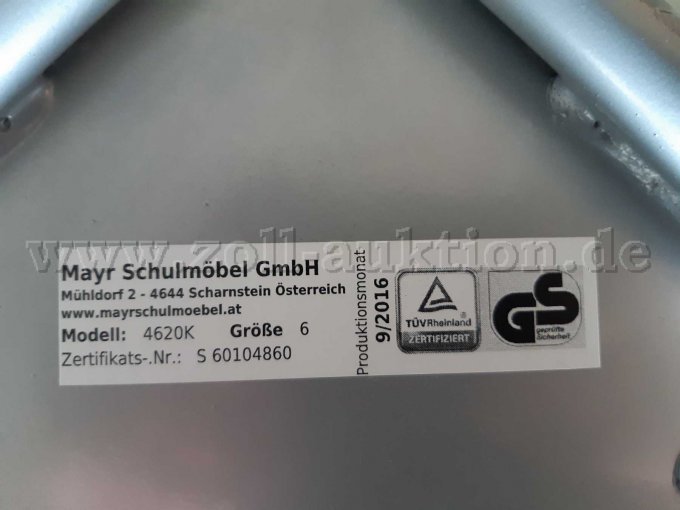 www.zoll-auktion.de
Mayr Schulmöbel GmbH
Mühldorf 2 - 4644 Scharnstein Österreich
www.mayrschulmoebel.at
Modell: 4620K Größe 6
Zertifikats-.Nr.: S 60104860
Produktionsmonat
9/2016
TÜVRheinland
ZERTIFIZIERT
GS
geprüfte
Sicherheit